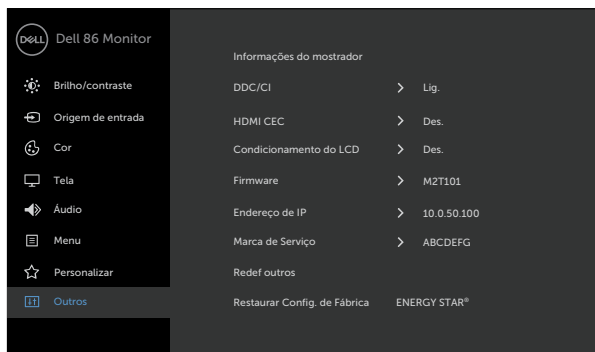 DELL Dell 86 Monitor
Brilho/contraste
Origem de entrada
Cor
Tela
Áudio
Menu
Personalizar
Outros
Informações do mostrador
DDC/CI > Lig.
HDMI CEC > Des.
Condicionamento do LCD > Des.
Firmware > M2T101
Endereço de IP > 10.0.50.100
Marca de Serviço > ABCDEFG
Redef outros
Restaurar Config. de Fábrica ENERGY STAR®